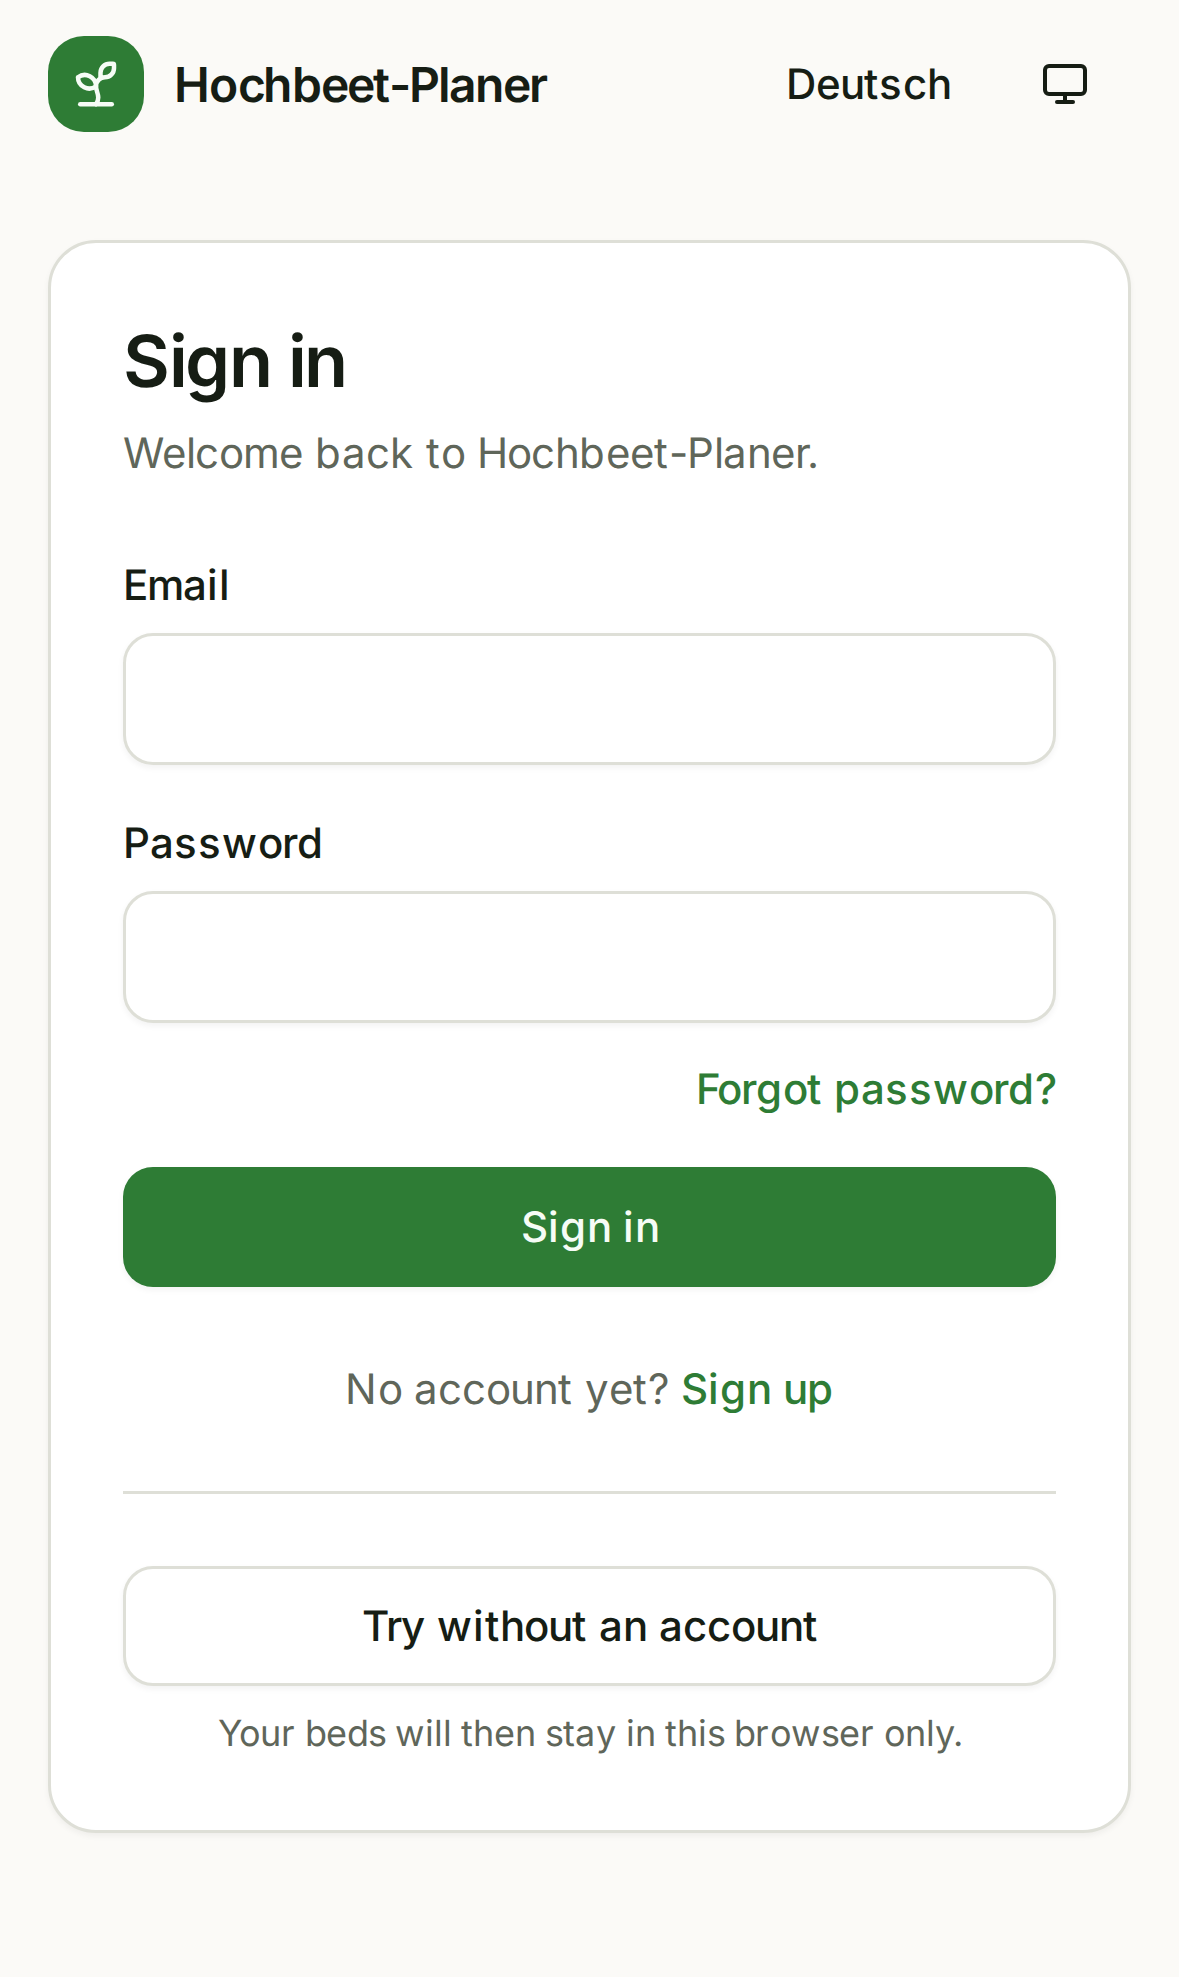 Hochbeet-Planer
Deutsch
Sign in
Welcome back to Hochbeet-Planer.
Email
Password
Forgot password?
Sign in
No account yet? Sign up
Try without an account
Your beds will then stay in this browser only.